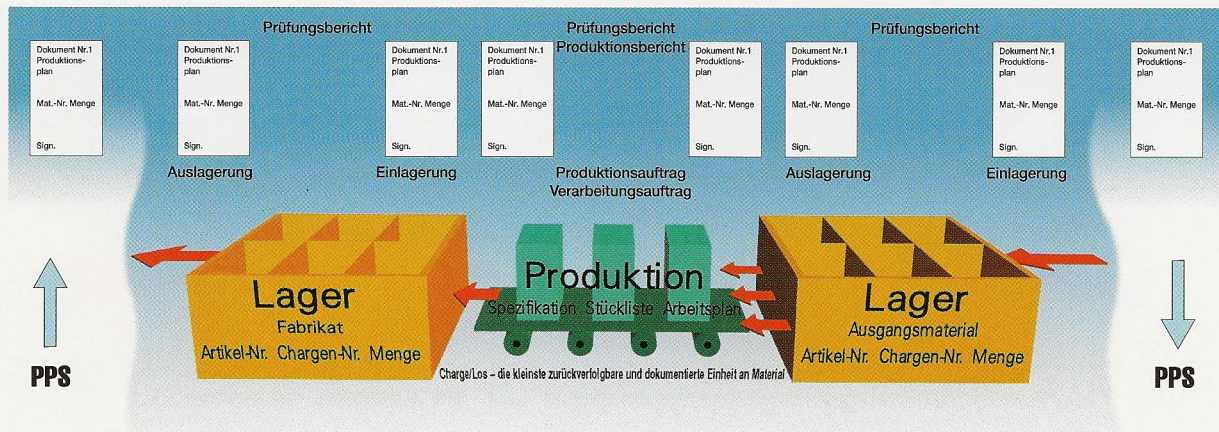 Prüfungsbericht
Prüfungsbericht
Produktionsbericht
Prüfungsbericht
Dokument Nr.1
Produktions-
plan
Mat.-Nr. Menge
Sign.
Dokument Nr.1
Produktions-
plan
Mat.-Nr. Menge
Sign.
Dokument Nr.1
Produktions-
plan
Mat.-Nr. Menge
Sign.
Dokument Nr.1
Produktions-
plan
Mat.-Nr. Menge
Sign.
Dokument Nr.1
Produktions-
plan
Mat.-Nr. Menge
Sign.
Dokument Nr.1
Produktions-
plan
Mat.-Nr. Menge
Sign.
Dokument Nr.1
Produktions-
plan
Mat.-Nr. Menge
Sign.
Dokument Nr.1
Produktions-
plan
Mat.-Nr. Menge
Sign.
Auslagerung
Einlagerung
Produktionsauftrag
Verarbeitungsauftrag
Auslagerung
Einlagerung
Lager
Fabrikat
Artikel-Nr. Chargen-Nr. Menge
Produktion
Spezifikation Stückliste Arbeitsplan
Lager
Ausgangsmaterial
Artikel-Nr. Chargen-Nr. Menge
Charge/Los – die kleinste zurückverfolgbare und dokumentierte Einheit an Material
PPS
PPS